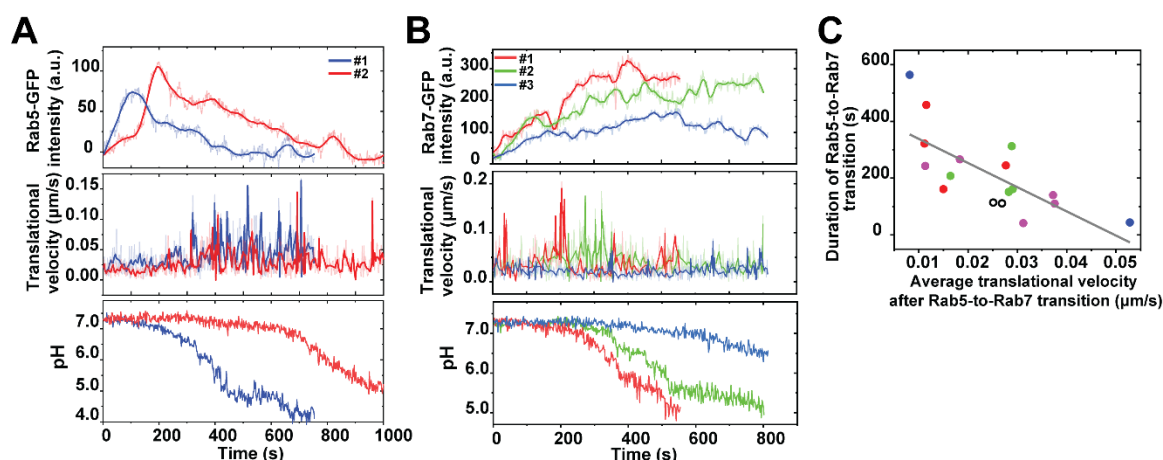 A
B
C
Rab5-GFP
intensity (a.u.)
100
50
0
#1
#2
Translational
velocity (µm/s)
0.15
0.10
0.05
0.00
pH
7.0
6.0
5.0
4.0
0 200 400 600 800 1000
Time (s)
Rab7-GFP
intensity (a.u.)
300
200
100
0
#1
#2
#3
Translational
velocity (µm/s)
0.2
0.1
0.0
pH
7.0
6.0
5.0
0 200 400 600 800
Time (s)
Duration of Rab5-to-Rab7
transition (s)
600
400
200
0
0.01 0.02 0.03 0.04 0.05
Average translational velocity
after Rab5-to-Rab7 transition (µm/s)